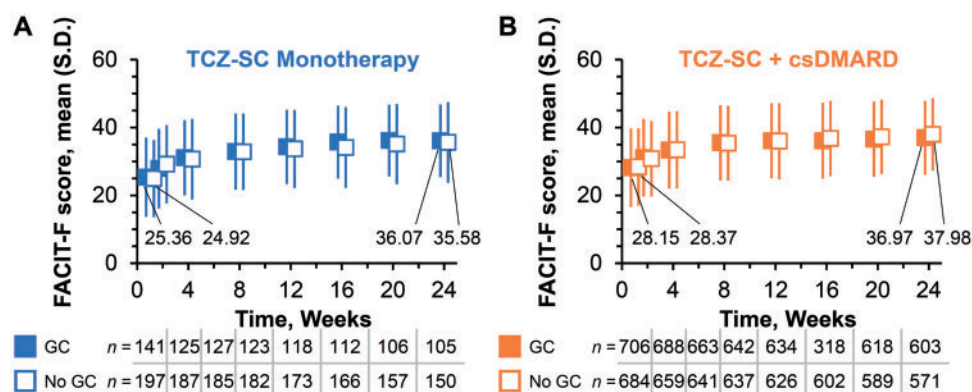 A
TCZ-SC Monotherapy
FACIT-F score, mean (S.D.)
60
40
20
0
25.36 24.92 36.07 35.58
0 4 8 12 16 20 24
Time, Weeks
GC n = 141 125 127 123 118 112 106 105
No GC n = 197 187 185 182 173 166 157 150
B
TCZ-SC + csDMARD
FACIT-F score, mean (S.D.)
60
40
20
0
28.15 28.37 36.97 37.98
0 4 8 12 16 20 24
Time, Weeks
GC n = 706 688 663 642 634 318 618 603
No GC n = 684 659 641 637 626 602 589 571